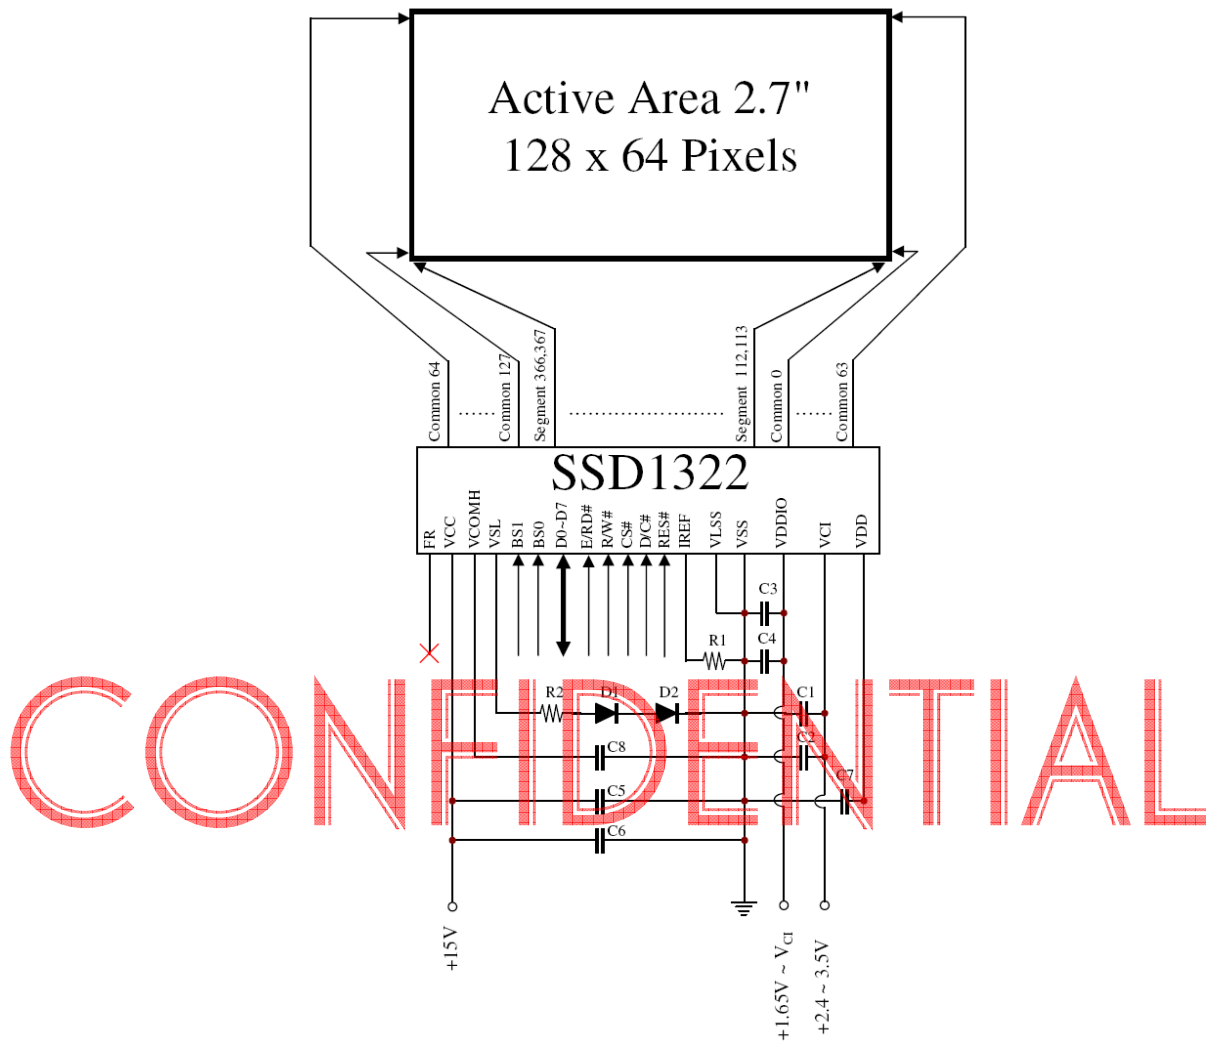 Active Area 2.7"
128 x 64 Pixels
Common 64
Common 127
Segment 366,367
Segment 112,113
Common 0
Common 63
SSD1322
FR
VCC
VCOMH
VSL
BS1
BS0
D0~D7
E/RD#
R/W#
CS#
D/C#
RES#
IREF
VLSS
VSS
VDDIO
VCI
VDD
C3
R1
C4
R2
D1
D2
C1
C8
C2
C5
C7
C6
CONFIDENTIAL
+15V
+1.65V ~ VCI
+2.4 ~ 3.5V